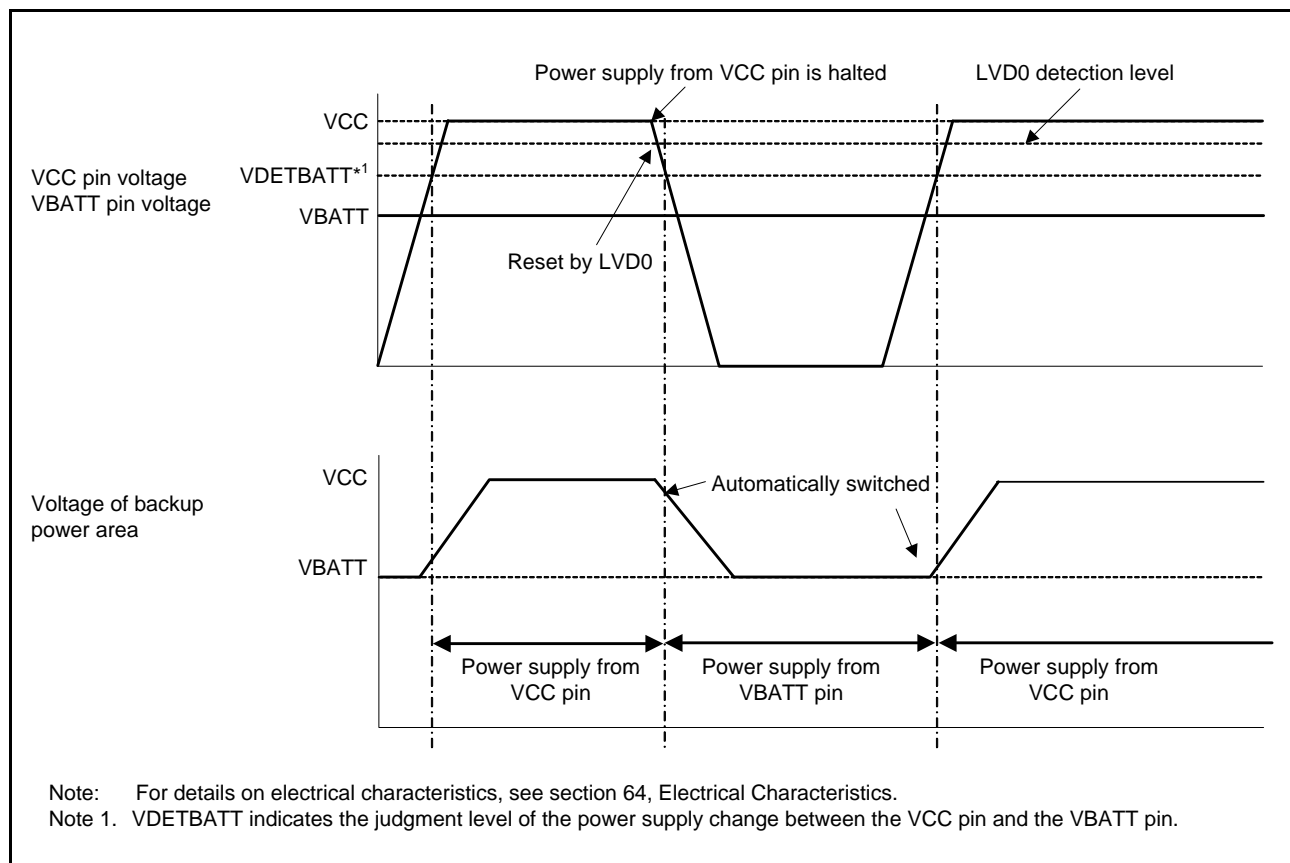 Power supply from VCC pin is halted
LVD0 detection level
VCC
VCC pin voltage
VBATT pin voltage
VDETBATT*1
VBATT
Reset by LVD0
VCC
Voltage of backup
power area
Automatically switched
VBATT
Power supply from
VCC pin
Power supply from
VBATT pin
Power supply from
VCC pin
Note: For details on electrical characteristics, see section 64, Electrical Characteristics.
Note 1. VDETBATT indicates the judgment level of the power supply change between the VCC pin and the VBATT pin.